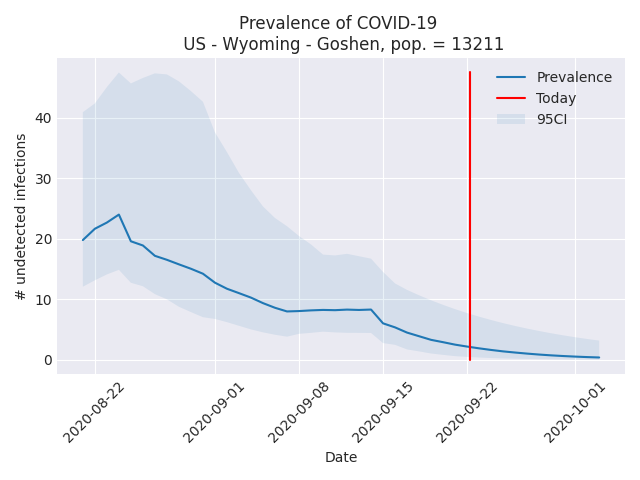 Prevalence of COVID-19
US - Wyoming - Goshen, pop. = 13211
Prevalence
Today
95CI
# undetected infections
40
30
20
10
0
2020-08-22
2020-09-01
2020-09-08
2020-09-15
2020-09-22
2020-10-01
Date